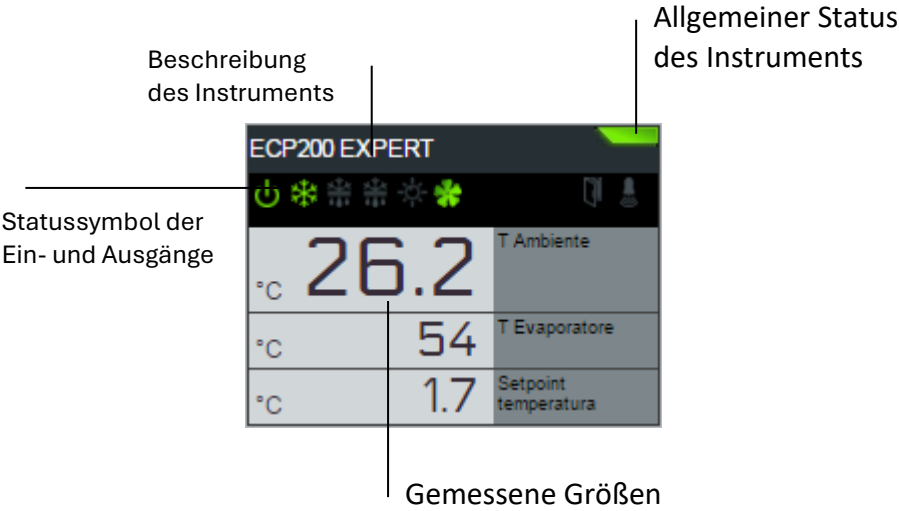 Allgemeiner Status
des Instruments
Beschreibung
des Instruments
ECP200 EXPERT
Statussymbol der
Ein- und Ausgänge
°C 26.2 T Ambiente
°C 54 T Evaporatore
°C 1.7 Setpoint
temperatura
Gemessene Größen